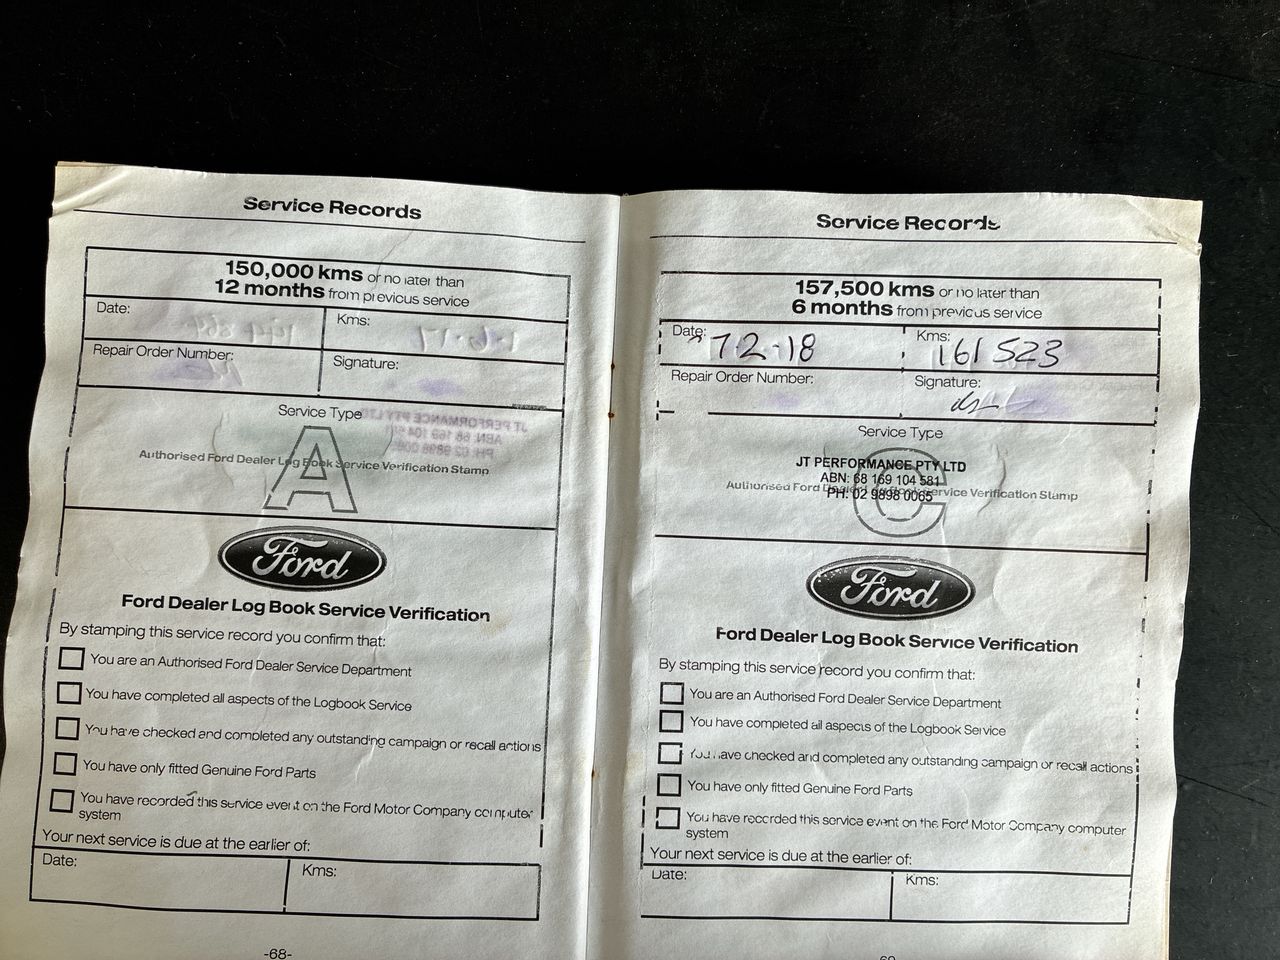 Service Records
150,000 kms or no later than
12 months from previous service
Date:
Kms:
Repair Order Number:
Signature:
Service Type
A
Authorised Ford Dealer Log Book Service Verification Stamp
Ford
Ford Dealer Log Book Service Verification
By stamping this service record you confirm that:
You are an Authorised Ford Dealer Service Department
You have completed all aspects of the Logbook Service
You have checked and completed any outstanding campaign or recall actions
You have only fitted Genuine Ford Parts
You have recorded this service event on the Ford Motor Company computer
system
Your next service is due at the earlier of:
Date:
Kms:
-68-
Service Records
157,500 kms or no later than
6 months from previous service
Date: 7-2-18
Kms: 161 523
Repair Order Number:
Signature:
Service Type
C
JT PERFORMANCE PTY LTD
ABN: 68 169 104 581
Authorised Ford Dealer Log Book Service Verification Stamp
PH: 02 9898 0065
Ford
Ford Dealer Log Book Service Verification
By stamping this service record you confirm that:
You are an Authorised Ford Dealer Service Department
You have completed all aspects of the Logbook Service
You have checked and completed any outstanding campaign or recall actions
You have only fitted Genuine Ford Parts
You have recorded this service event on the Ford Motor Company computer
system
Your next service is due at the earlier of:
Date:
Kms: